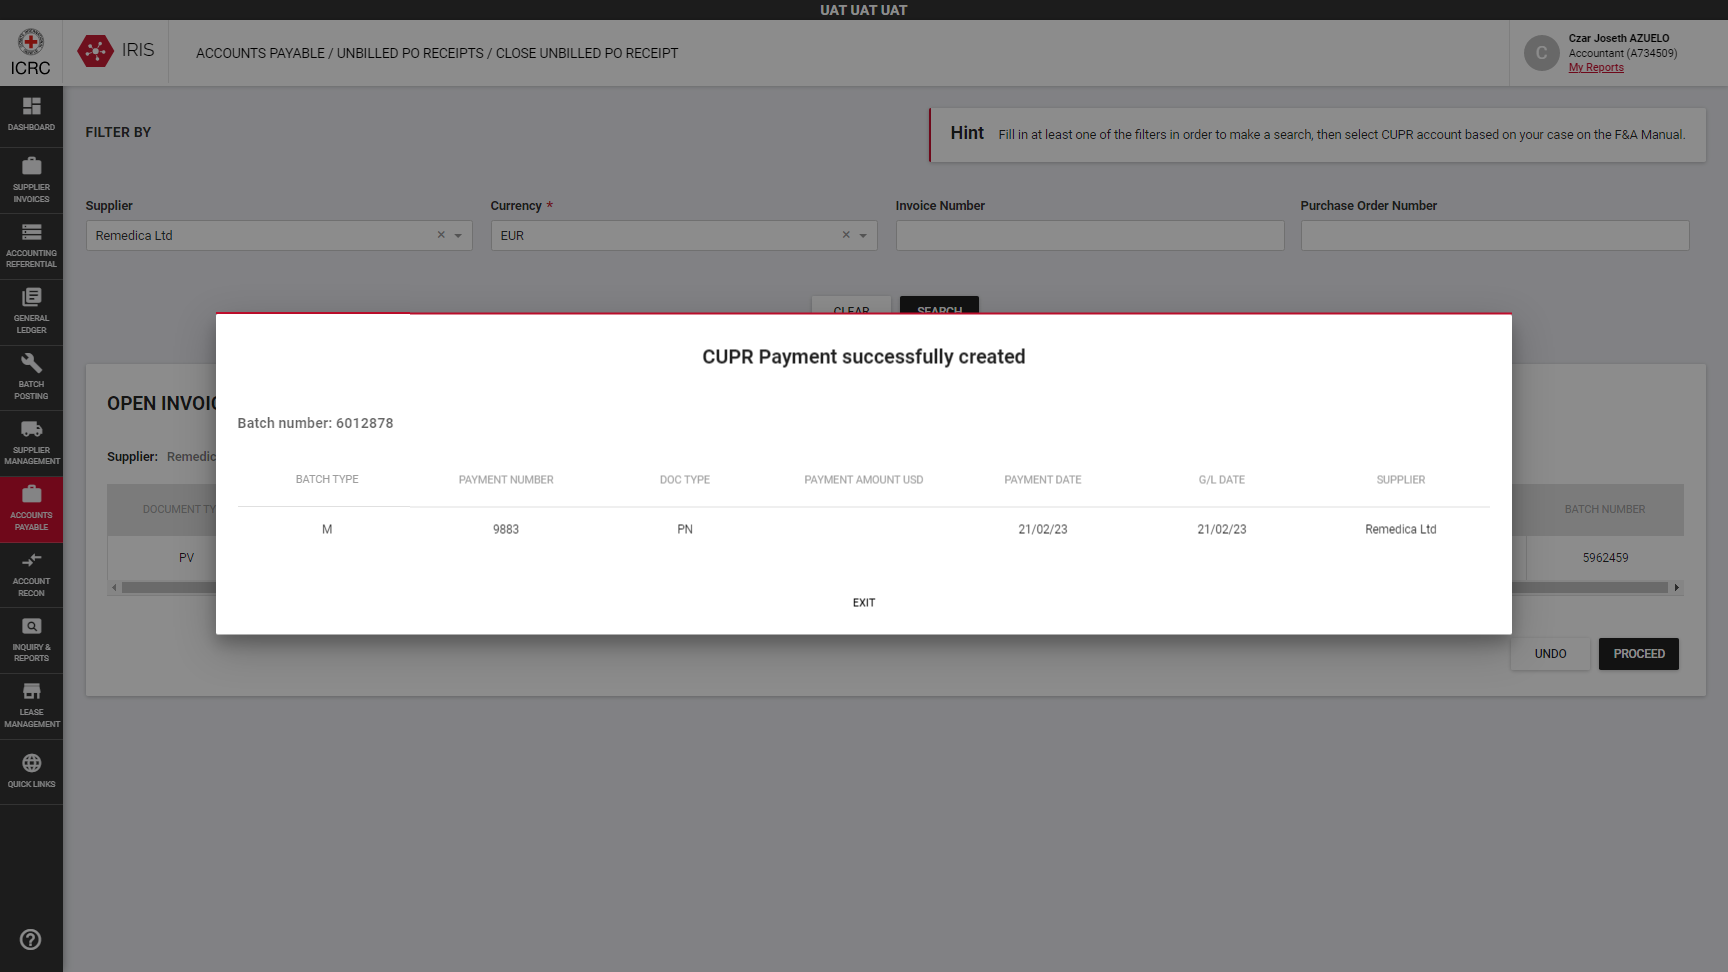 UAT UAT UAT
ICRC
IRIS
ACCOUNTS PAYABLE / UNBILLED PO RECEIPTS / CLOSE UNBILLED PO RECEIPT
C
Czar Joseth AZUELO
Accountant (A734509)
My Reports
DASHBOARD
SUPPLIER
INVOICES
ACCOUNTING
REFERENTIAL
GENERAL
LEDGER
BATCH
POSTING
SUPPLIER
MANAGEMENT
ACCOUNTS
PAYABLE
ACCOUNT
RECON
INQUIRY &
REPORTS
LEASE
MANAGEMENT
QUICK LINKS
FILTER BY
Hint Fill in at least one of the filters in order to make a search, then select CUPR account based on your case on the F&A Manual.
Supplier Currency * Invoice Number Purchase Order Number
Remedica Ltd EUR
CLEAR SEARCH
OPEN INVOIC
Supplier: Remedic
DOCUMENT TY BATCH NUMBER
PV 5962459
CUPR Payment successfully created
Batch number: 6012878
BATCH TYPE PAYMENT NUMBER DOC TYPE PAYMENT AMOUNT USD PAYMENT DATE G/L DATE SUPPLIER
M 9883 PN 21/02/23 21/02/23 Remedica Ltd
EXIT
UNDO PROCEED